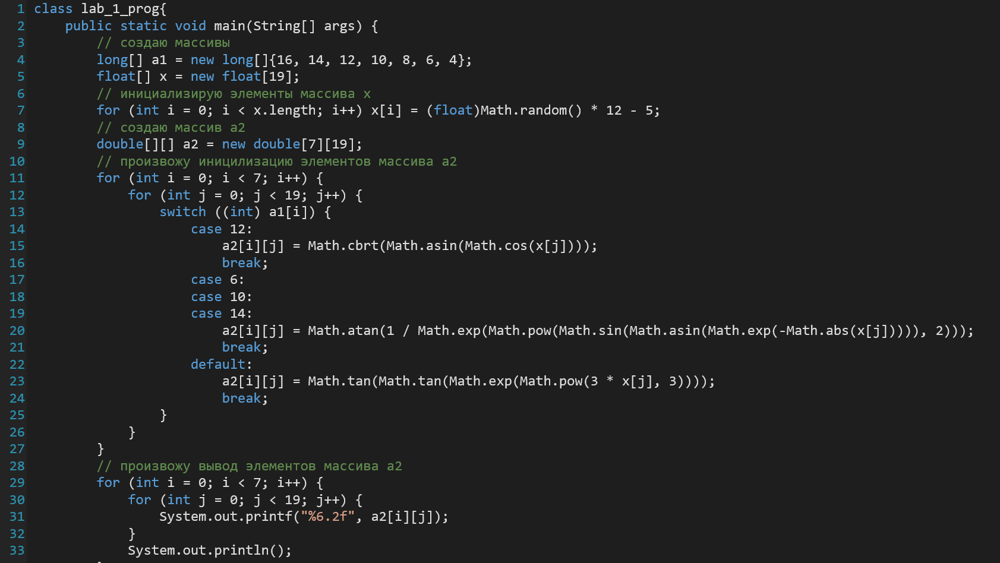 1 class lab_1_prog{
2     public static void main(String[] args) {
3         // создаю массивы
4         long[] a1 = new long[]{16, 14, 12, 10, 8, 6, 4};
5         float[] x = new float[19];
6         // инициализирую элементы массива x
7         for (int i = 0; i < x.length; i++) x[i] = (float)Math.random() * 12 - 5;
8         // создаю массив a2
9         double[][] a2 = new double[7][19];
10         // произвожу иницилизацию элементов массива a2
11         for (int i = 0; i < 7; i++) {
12             for (int j = 0; j < 19; j++) {
13                 switch ((int) a1[i]) {
14                     case 12:
15                         a2[i][j] = Math.cbrt(Math.asin(Math.cos(x[j])));
16                         break;
17                     case 6:
18                     case 10:
19                     case 14:
20                         a2[i][j] = Math.atan(1 / Math.exp(Math.pow(Math.sin(Math.asin(Math.exp(-Math.abs(x[j])))), 2)));
21                         break;
22                     default:
23                         a2[i][j] = Math.tan(Math.tan(Math.exp(Math.pow(3 * x[j], 3))));
24                         break;
25                 }
26             }
27         }
28         // произвожу вывод элементов массива a2
29         for (int i = 0; i < 7; i++) {
30             for (int j = 0; j < 19; j++) {
31                 System.out.printf("%6.2f", a2[i][j]);
32             }
33             System.out.println();